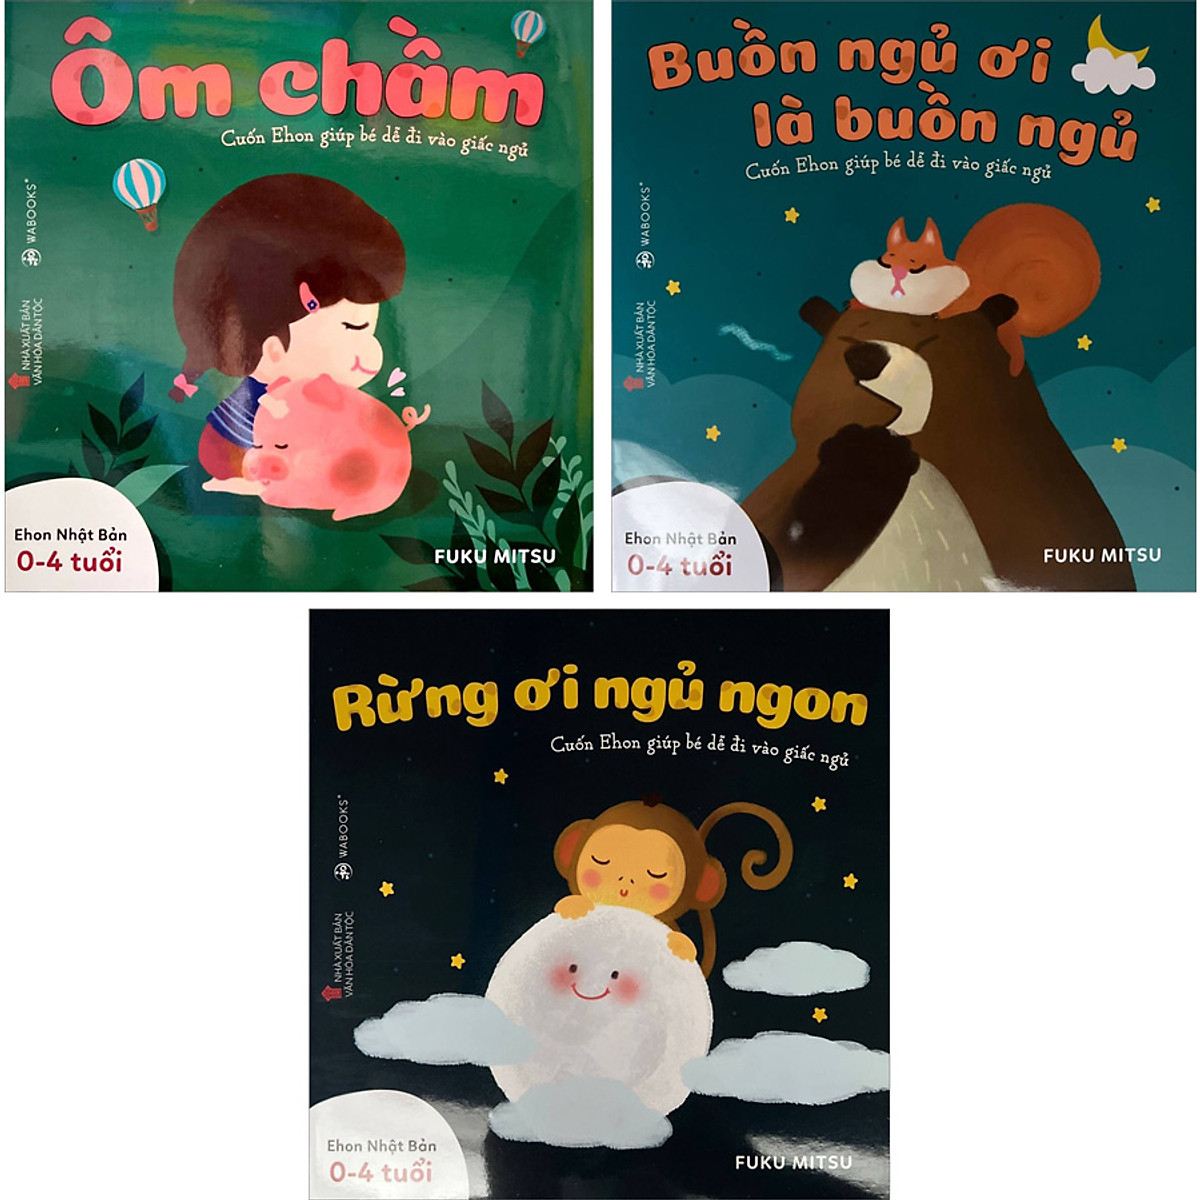 Ôm chầm
Cuốn Ehon giúp bé dễ đi vào giấc ngủ
WABOOKS®
NHÀ XUẤT BẢN
VĂN HÓA DÂN TỘC
Ehon Nhật Bản
0-4 tuổi
FUKU MITSU
Buồn ngủ ơi
là buồn ngủ
Cuốn Ehon giúp bé dễ đi vào giấc ngủ
WABOOKS®
NHÀ XUẤT BẢN
VĂN HÓA DÂN TỘC
Ehon Nhật Bản
0-4 tuổi
FUKU MITSU
Rừng ơi ngủ ngon
Cuốn Ehon giúp bé dễ đi vào giấc ngủ
WABOOKS®
NHÀ XUẤT BẢN
VĂN HÓA DÂN TỘC
Ehon Nhật Bản
0-4 tuổi
FUKU MITSU